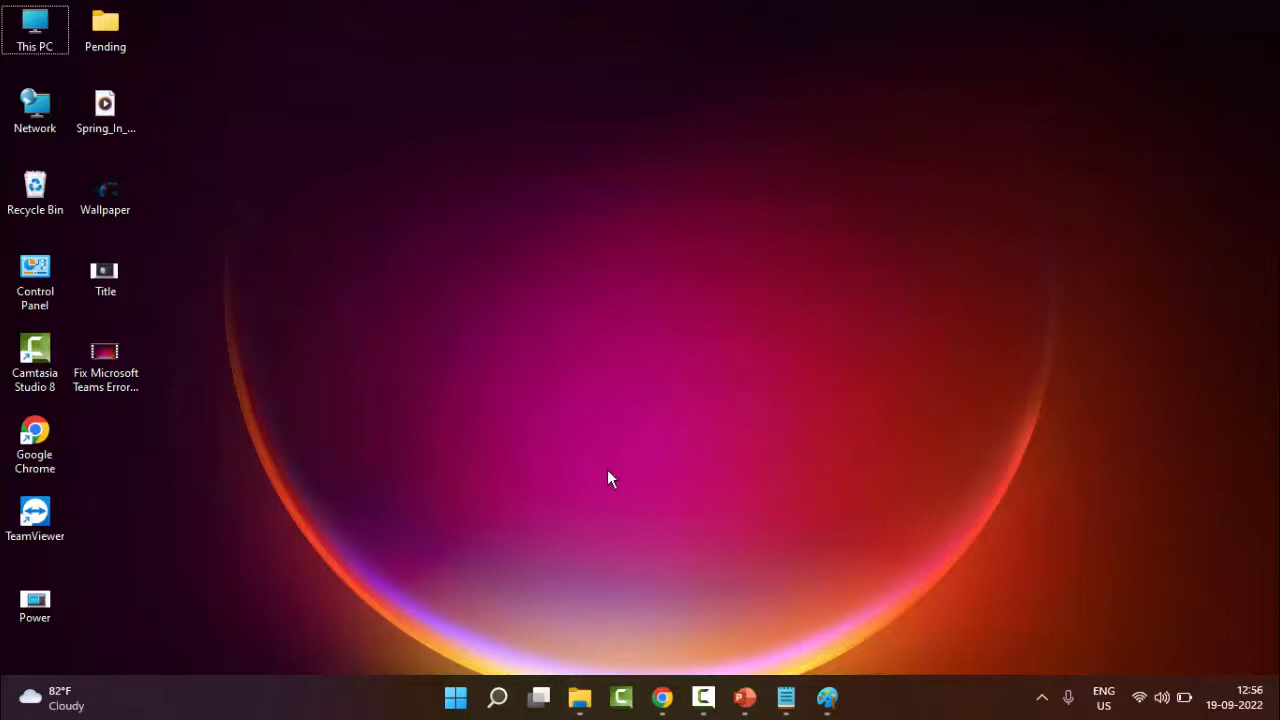 This PC
Pending
Network
Spring_In_...
Recycle Bin
Wallpaper
Control
Panel
Title
Camtasia
Studio 8
Fix Microsoft
Teams Error...
Google
Chrome
TeamViewer
Power
82°F
Cloudy
ENG
US
12:56
19-09-2022